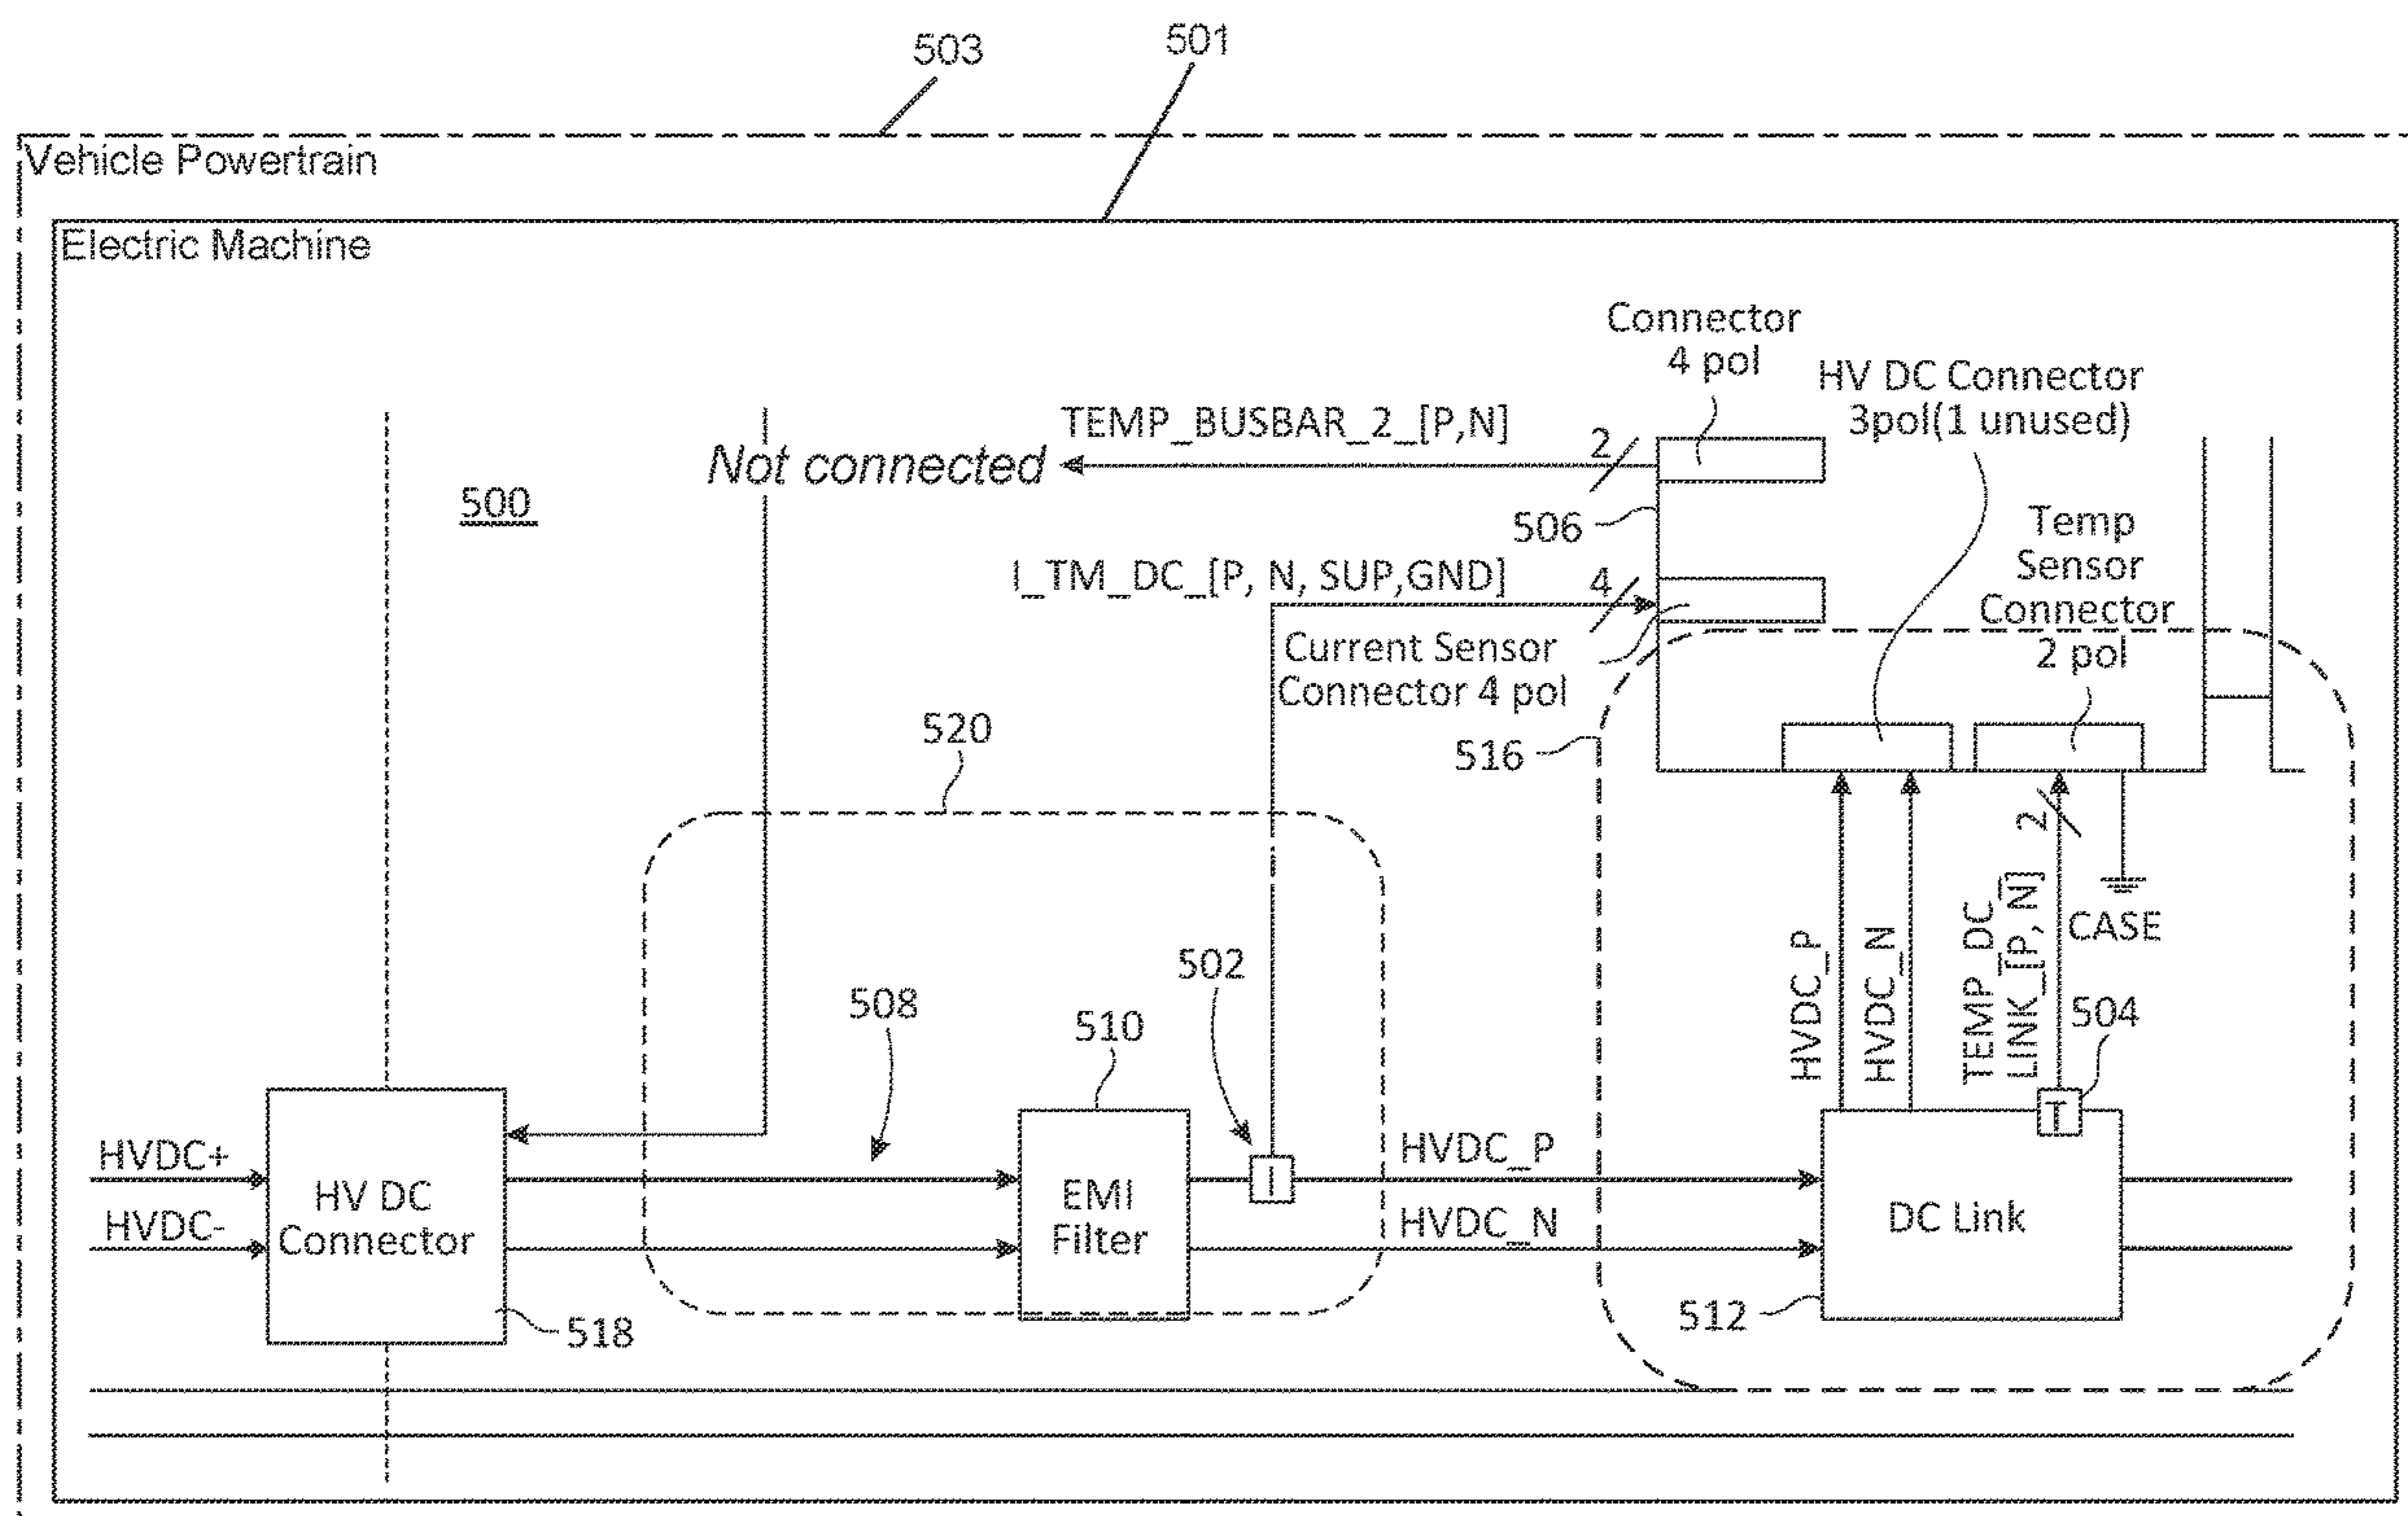 503
501
Vehicle Powertrain
Electric Machine
Connector
4 pol
HV DC Connector
3pol(1 unused)
TEMP_BUSBAR_2_[P,N]
2
Not connected
500
506
Temp
Sensor
Connector
2 pol
I_TM_DC_[P, N, SUP,GND]
4
Current Sensor
Connector 4 pol
516
520
2
CASE
HVDC_P
HVDC_N
TEMP_DC_
LINK_[P, N]
502
508
510
504
HVDC+
HVDC-
HV DC
Connector
EMI
Filter
I
HVDC_P
HVDC_N
T
DC Link
512
518